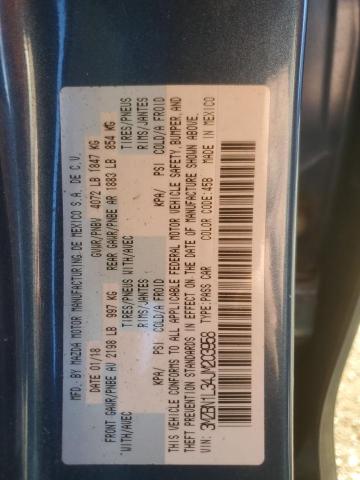 MFD. BY MAZDA MOTOR MANUFACTURING DE MEXICO S.A. DE C.V.
DATE 01/18 GVWR/PNBV 4072 LB 1847 KG
FRONT GAWR/PNBE AV 2198 LB 997 KG REAR GAWR/PNBE AR 1883 LB 854 KG
WITH/AVEC TIRES/PNEUS WITH/AVEC TIRES/PNEUS
RIMS/JANTES RIMS/JANTES
KPA/ PSI COLD/A FROID KPA/ PSI COLD/A FROID
THIS VEHICLE CONFORMS TO ALL APPLICABLE FEDERAL MOTOR VEHICLE SAFETY, BUMPER, AND
THEFT PREVENTION STANDARDS IN EFFECT ON THE DATE OF MANUFACTURE SHOWN ABOVE.
VIN: 3MZBN1L34JM203958 TYPE:PASS CAR COLOR CODE:45B MADE IN MEXICO